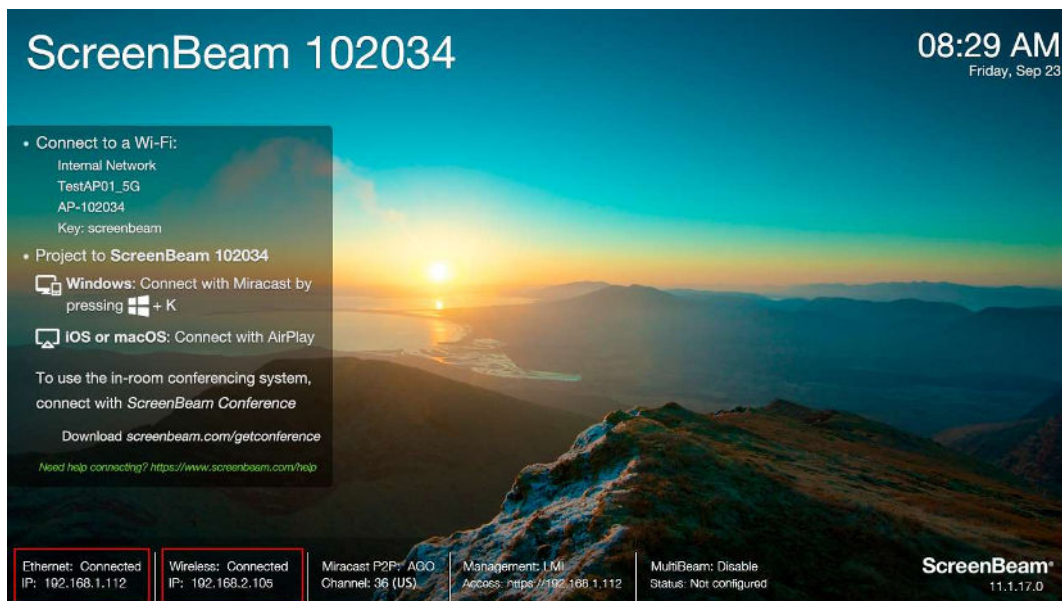 ScreenBeam 102034
08:29 AM
Friday, Sep 23
• Connect to a Wi-Fi:
Internal Network
TestAP01_5G
AP-102034
Key: screenbeam
• Project to ScreenBeam 102034
Windows: Connect with Miracast by
pressing + K
iOS or macOS: Connect with AirPlay
To use the in-room conferencing system,
connect with ScreenBeam Conference
Download screenbeam.com/getconference
Need help connecting? https://www.screenbeam.com/help
Ethernet: Connected
IP: 192.168.1.112
Wireless: Connected
IP: 192.168.2.105
Miracast P2P: AGO
Channel: 36 (US)
Management: LMI
Access: https://192.168.1.112
MultiBeam: Disable
Status: Not configured
ScreenBeam®
11.1.17.0